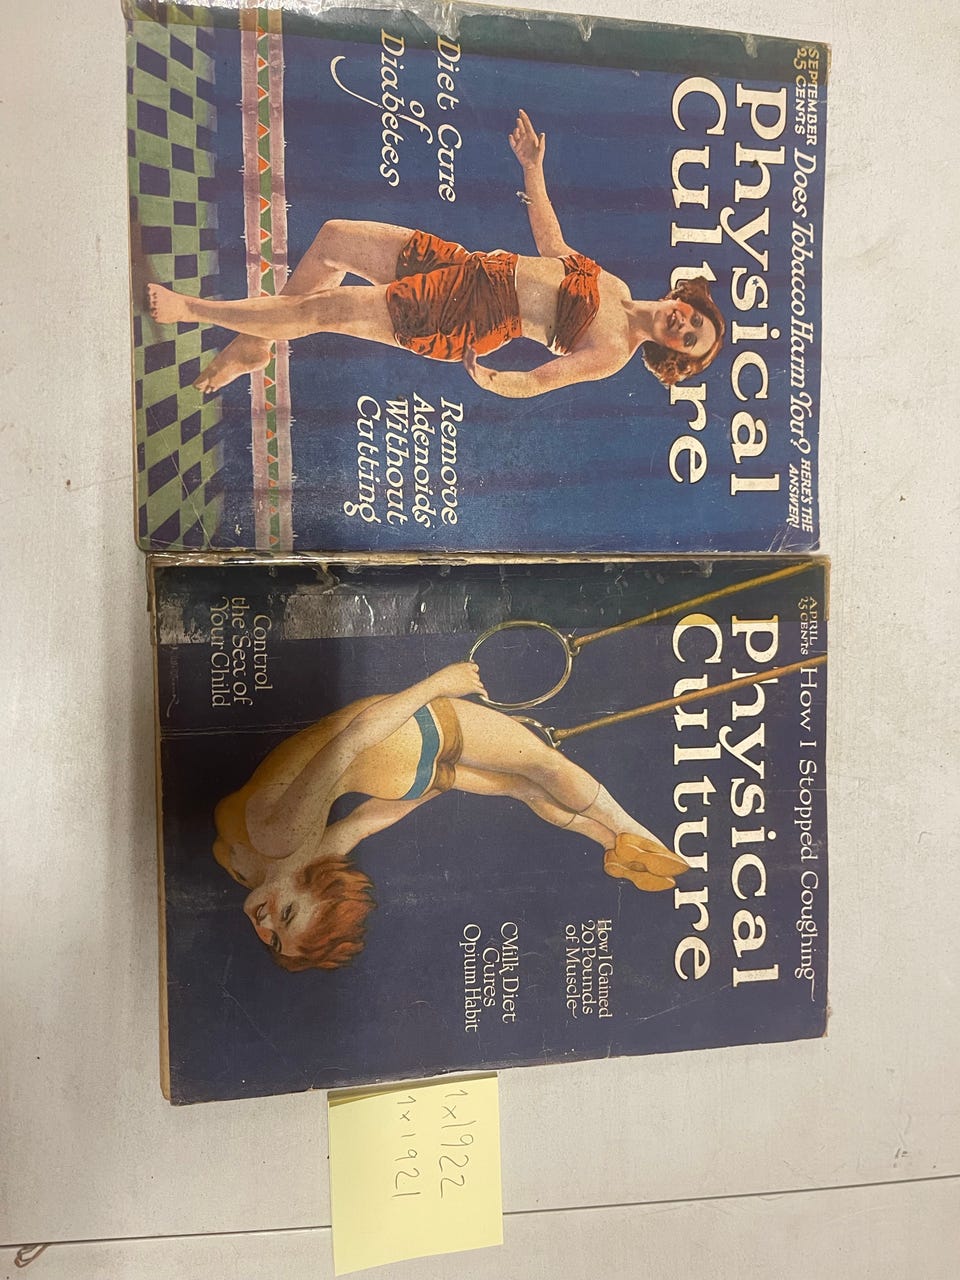 SEPTEMBER
25 CENTS
Does Tobacco Harm You?
HERE'S THE
ANSWER!
Physical
Culture
Diet Cure
of
Diabetes
Remove
Adenoids
Without
Cutting
APRIL
25 CENTS
How I Stopped Coughing
Physical
Culture
How I Gained
20 Pounds
of Muscle
Milk Diet
Cures
Opium Habit
Control
the Sex of
Your Child
1x1922
1x1921